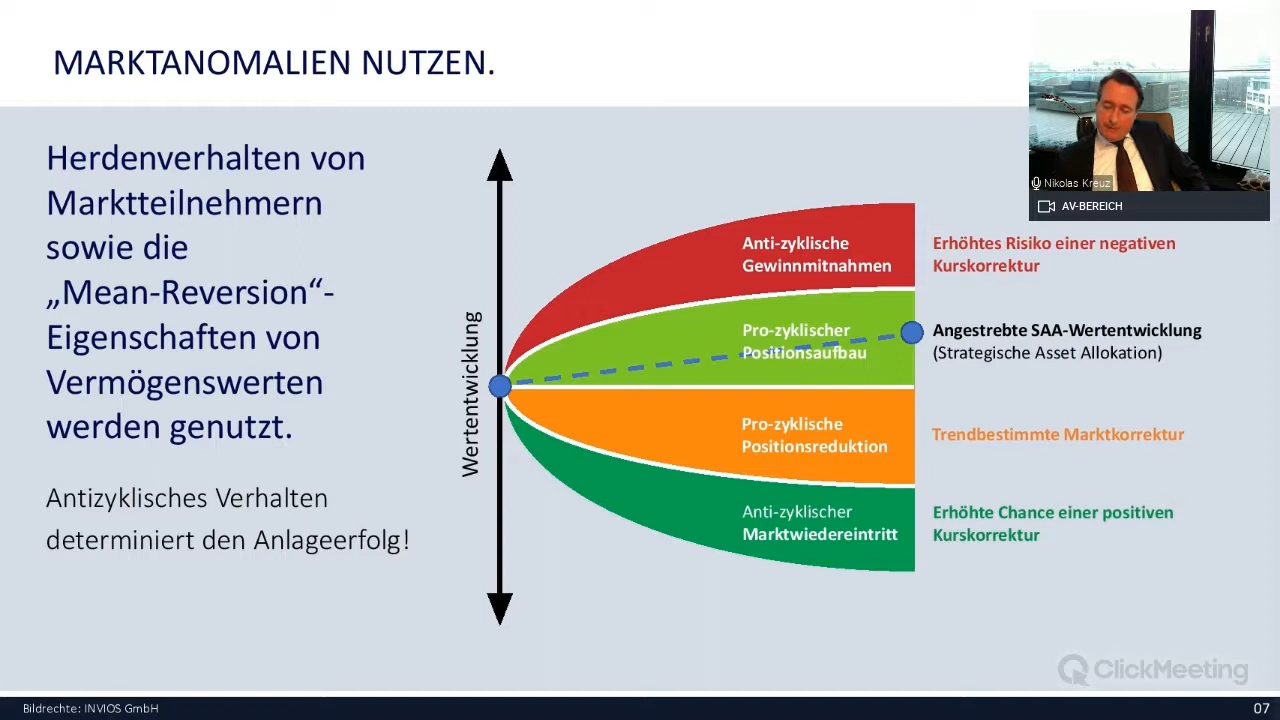 MARKTANOMALIEN NUTZEN.
Herdenverhalten von
Marktteilnehmern
sowie die
„Mean-Reversion“-
Eigenschaften von
Vermögenswerten
werden genutzt.
Antizyklisches Verhalten
determiniert den Anlageerfolg!
Wertentwicklung
Anti-zyklische
Gewinnmitnahmen
Pro-zyklischer
Positionsaufbau
Pro-zyklische
Positionsreduktion
Anti-zyklischer
Marktwiedereintritt
Erhöhtes Risiko einer negativen
Kurskorrektur
Angestrebte SAA-Wertentwicklung
(Strategische Asset Allokation)
Trendbestimmte Marktkorrektur
Erhöhte Chance einer positiven
Kurskorrektur
Nikolas Kreuz
AV-BEREICH
ClickMeeting
Bildrechte: INVIOS GmbH
07